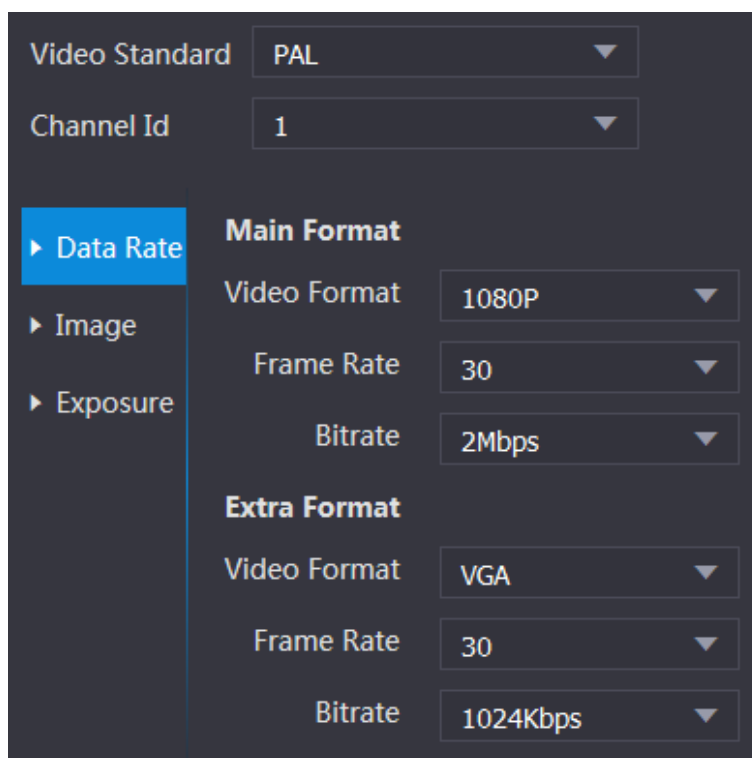 Video Standard PAL
Channel Id 1
Data Rate
Image
Exposure
Main Format
Video Format 1080P
Frame Rate 30
Bitrate 2Mbps
Extra Format
Video Format VGA
Frame Rate 30
Bitrate 1024Kbps